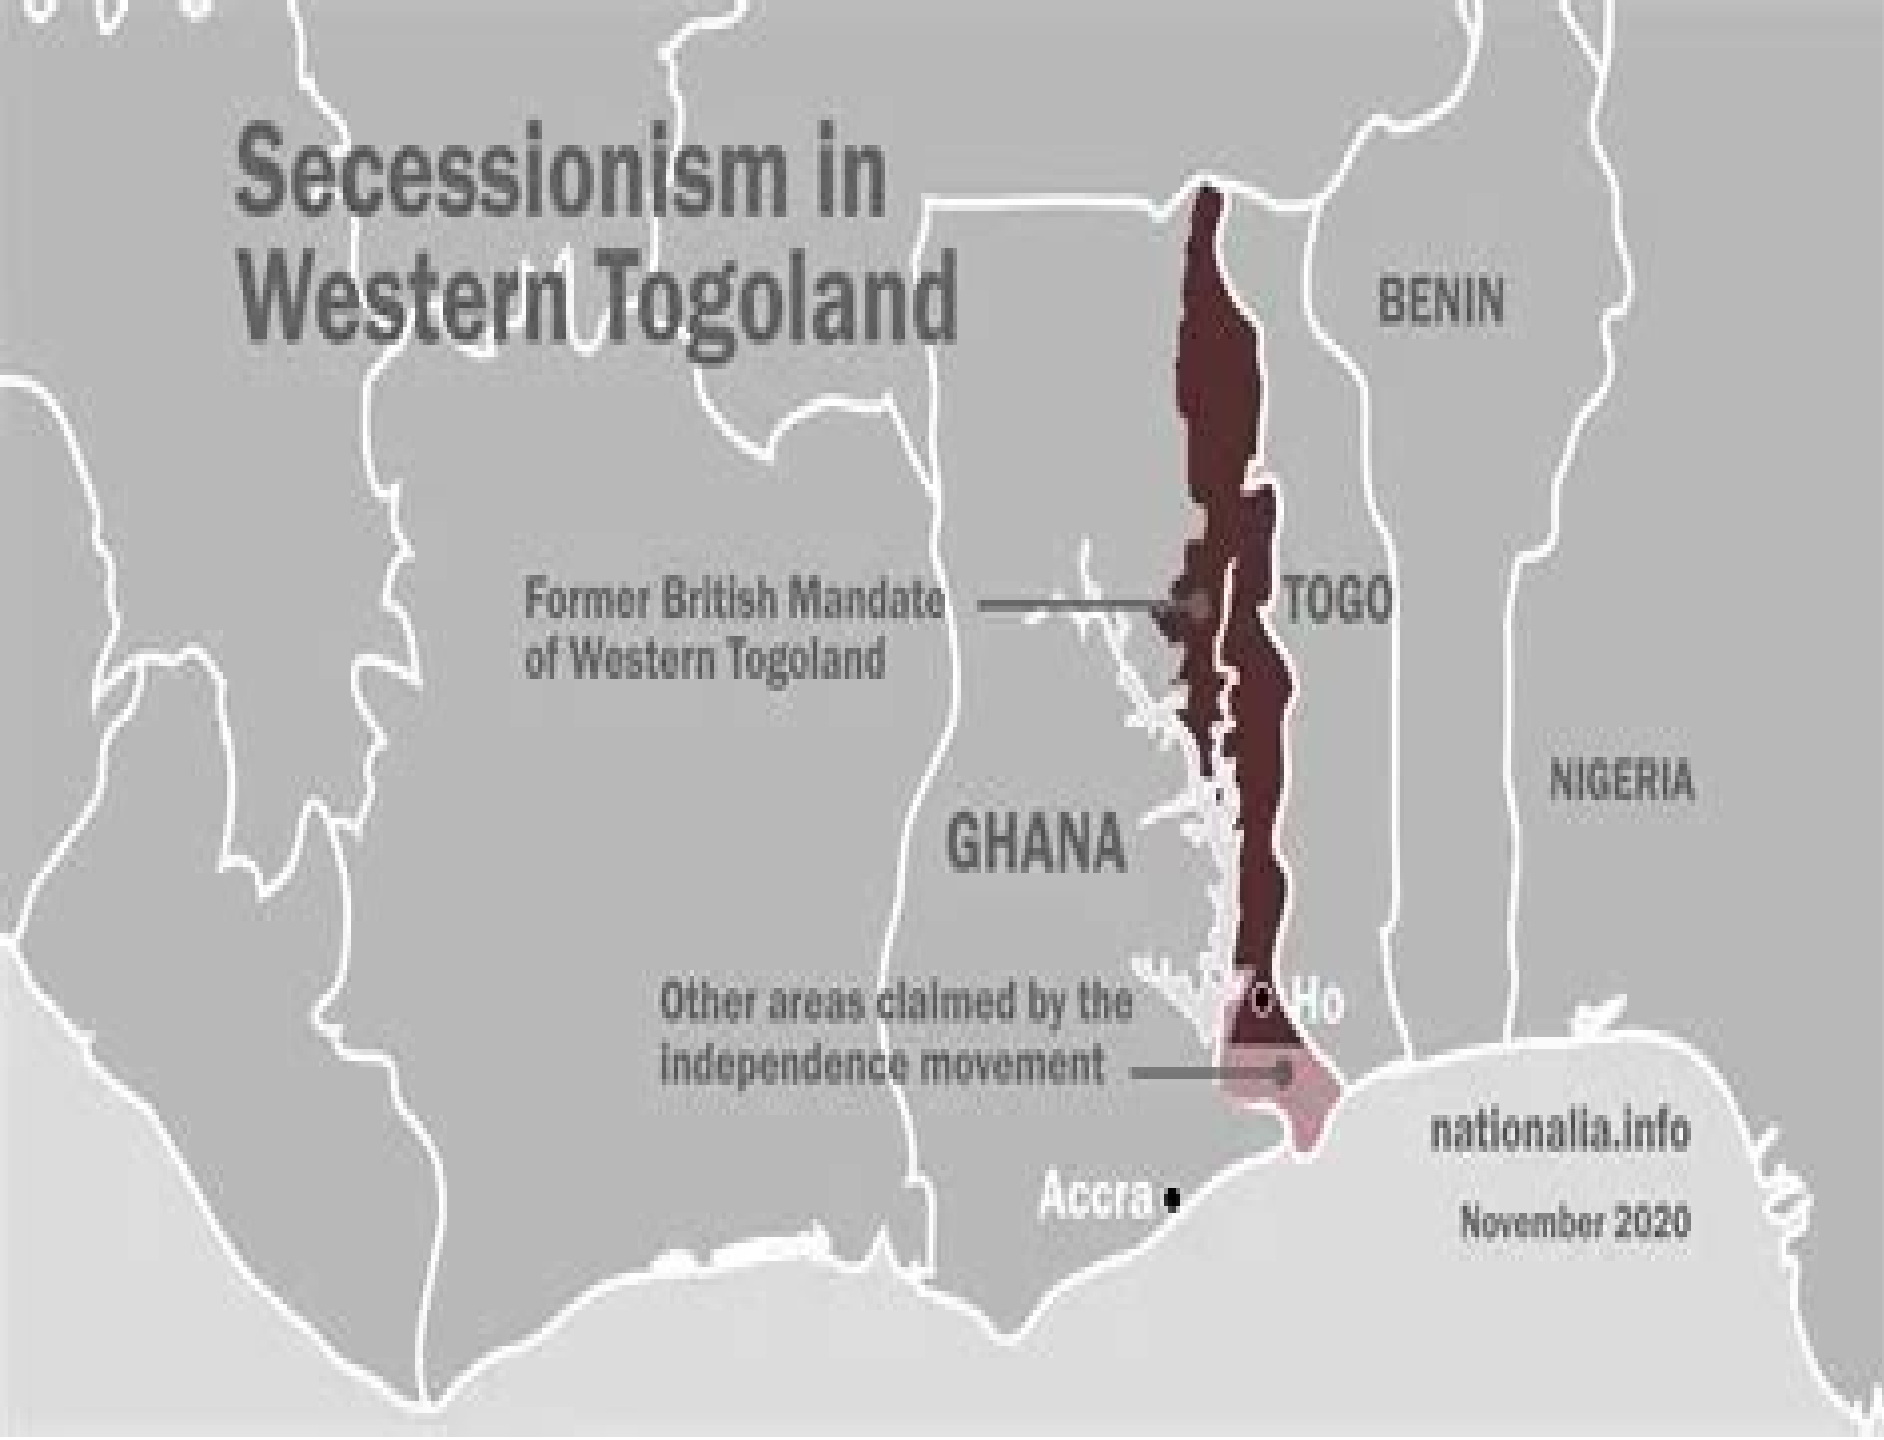 Secessionism in
Western Togoland
BENIN
Former British Mandate
of Western Togoland
TOGO
NIGERIA
GHANA
Other areas claimed by the
independence movement
Ho
nationalia.info
Accra
November 2020